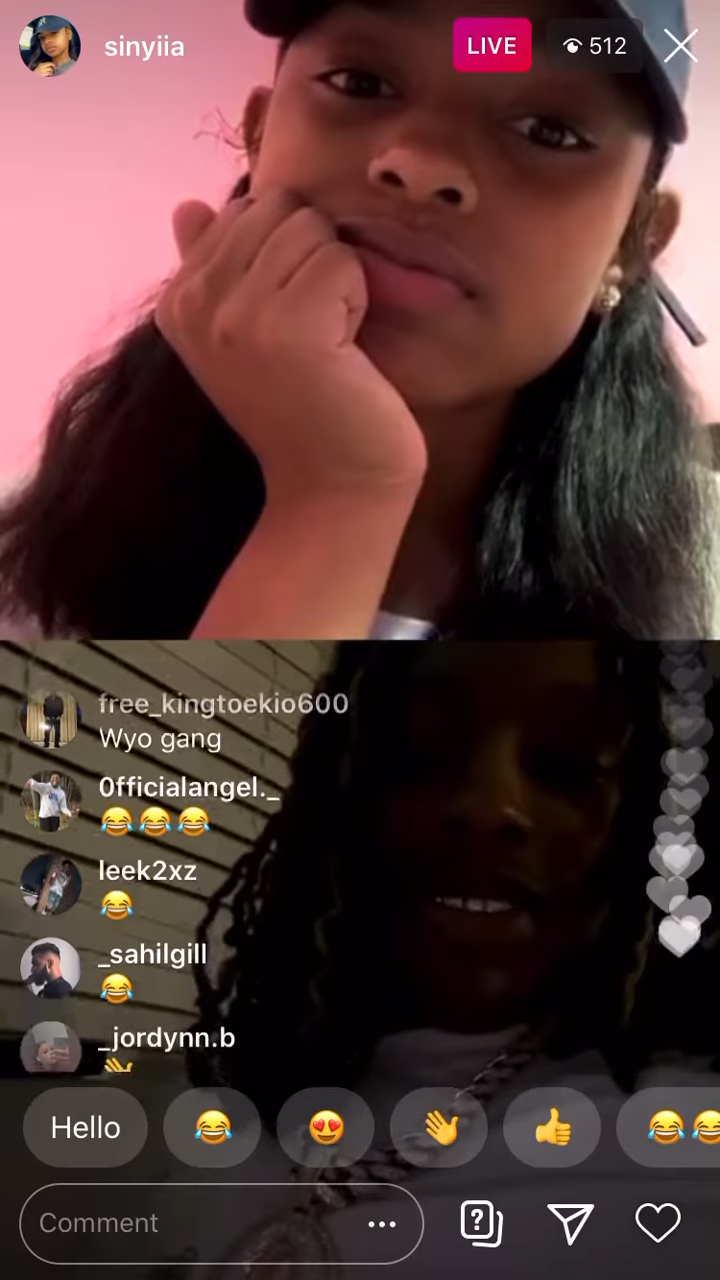 sinyiia
LIVE
512
free_kingtoekio600
Wyo gang
0fficialangel._
😂😂😂
leek2xz
😂
_sahilgill
😂
_jordynn.b
👋
Hello 😂 😍 👋 👍 😂😂
Comment